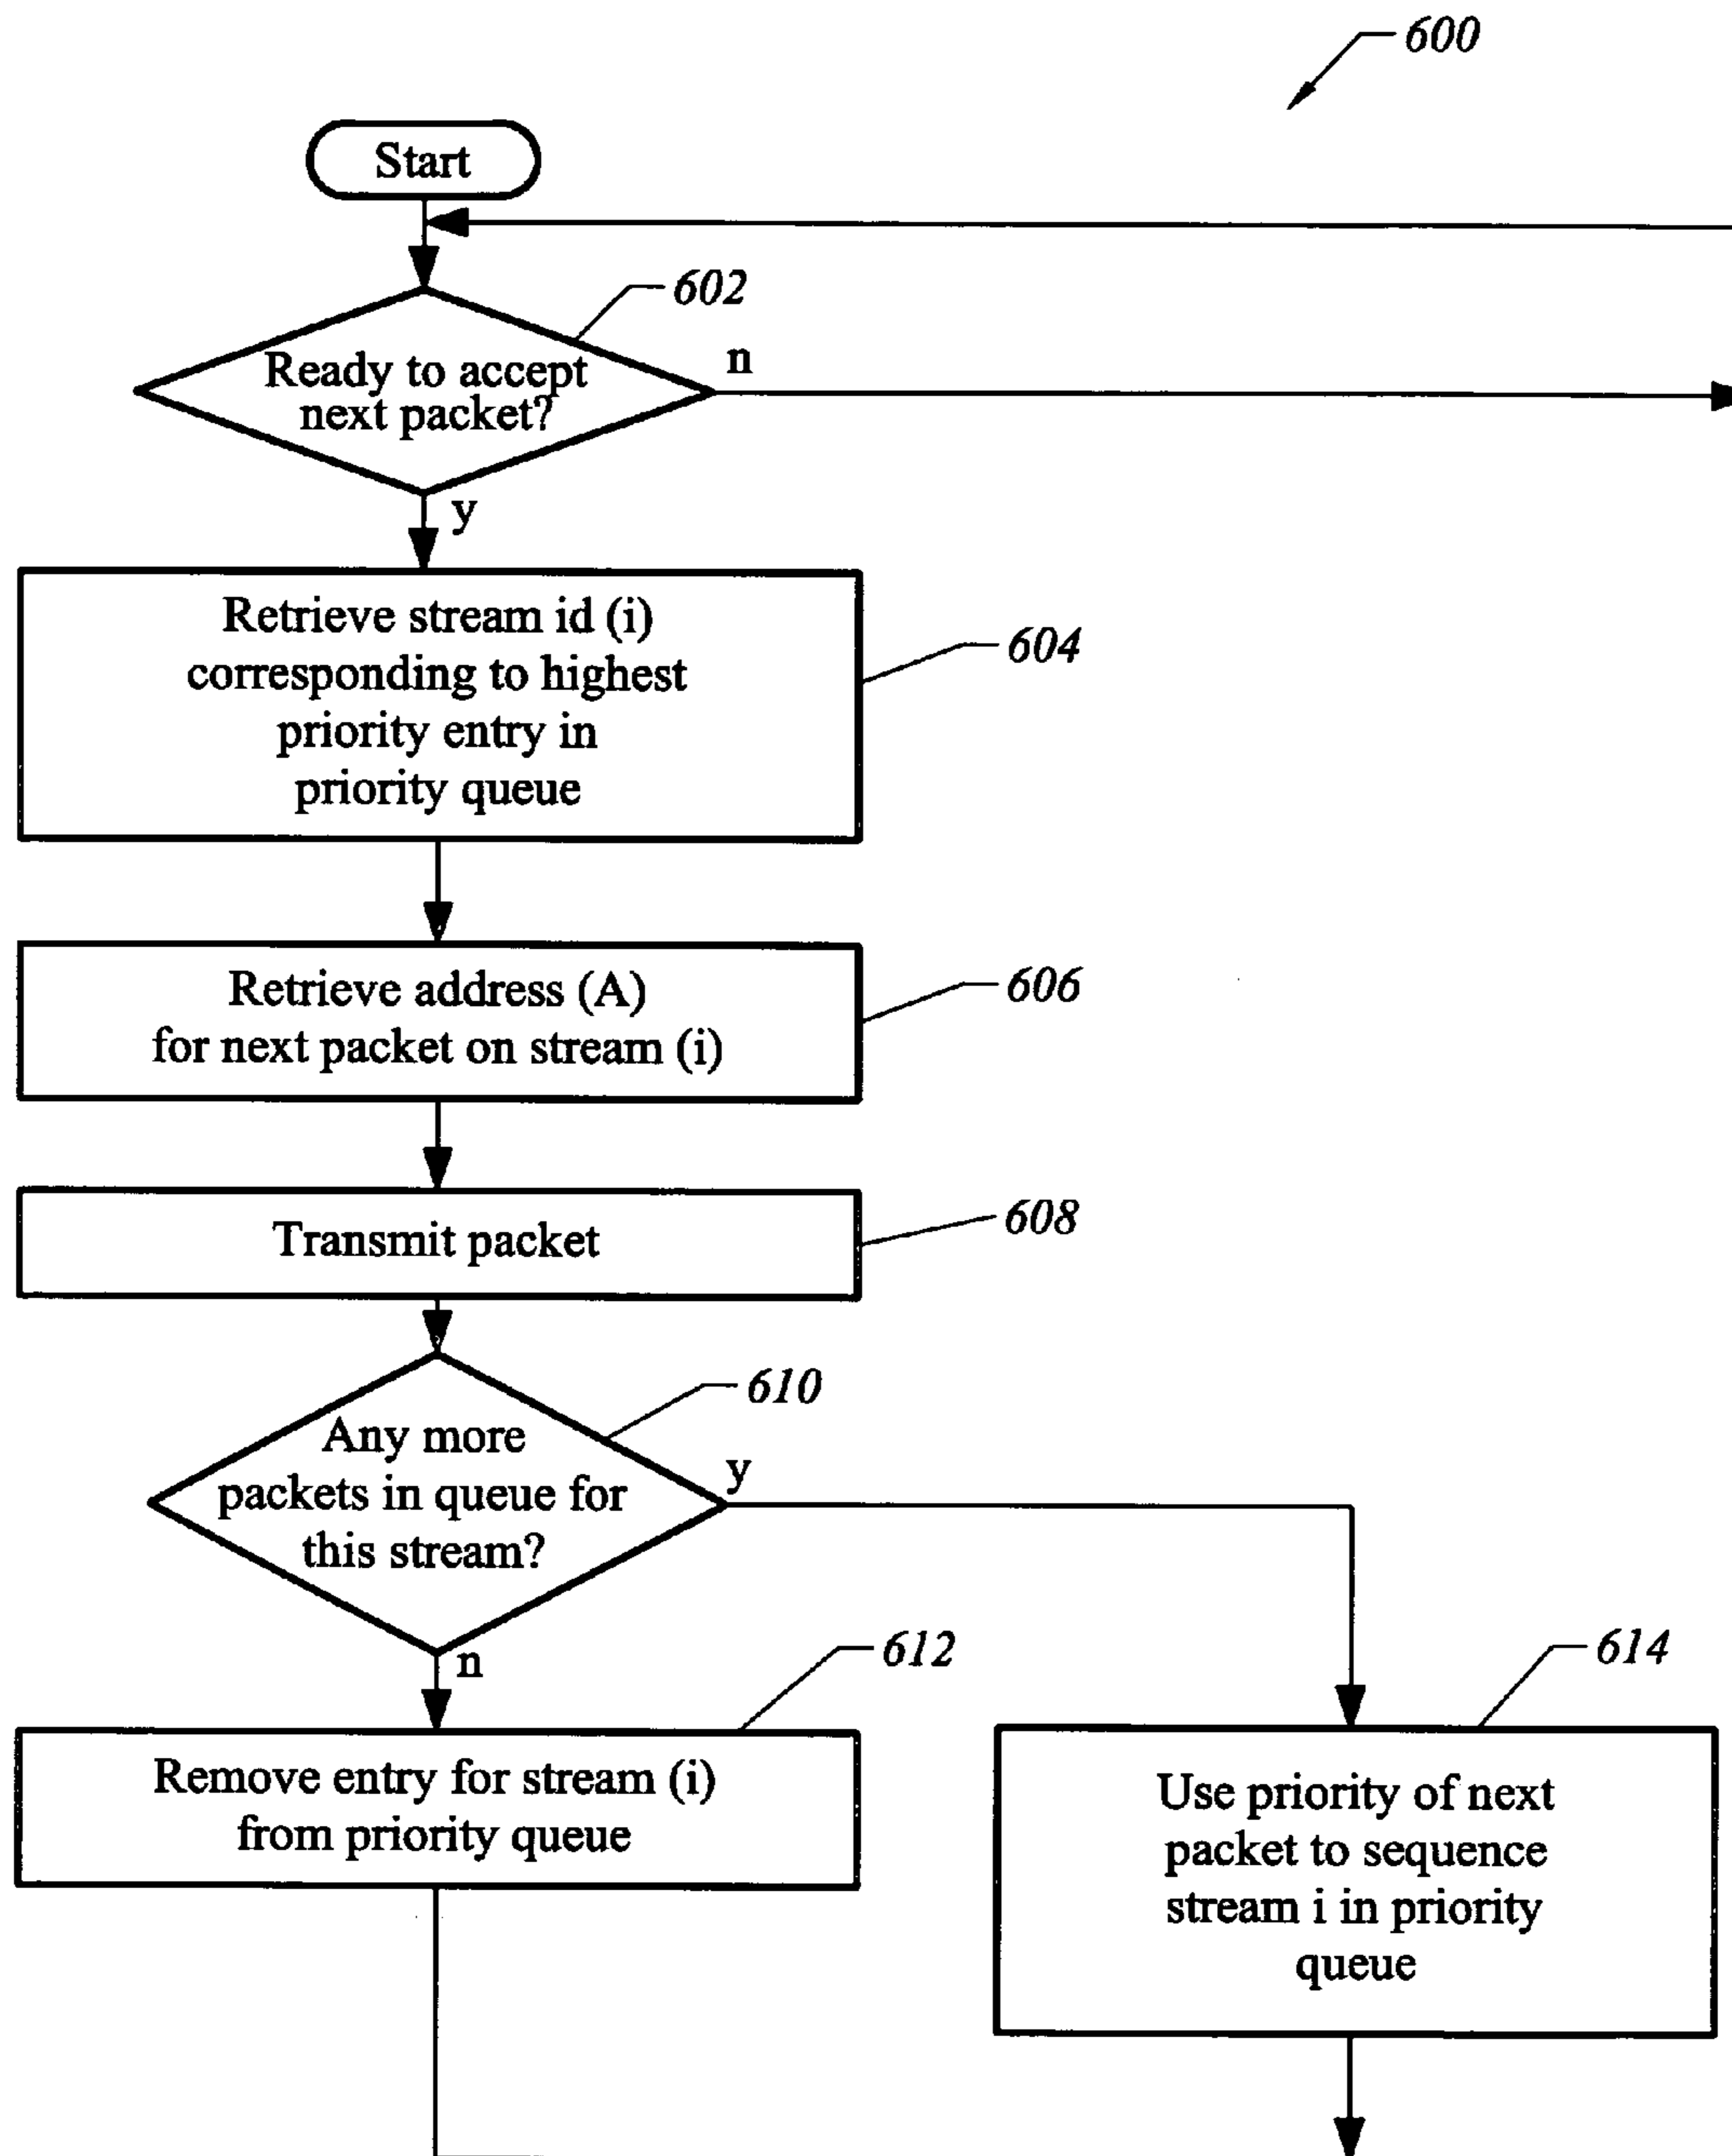 600
Start
602
Ready to accept
next packet?
n
y
Retrieve stream id (i)
corresponding to highest
priority entry in
priority queue
604
Retrieve address (A)
for next packet on stream (i)
606
Transmit packet
608
610
Any more
packets in queue for
this stream?
y
n
612
Remove entry for stream (i)
from priority queue
614
Use priority of next
packet to sequence
stream i in priority
queue